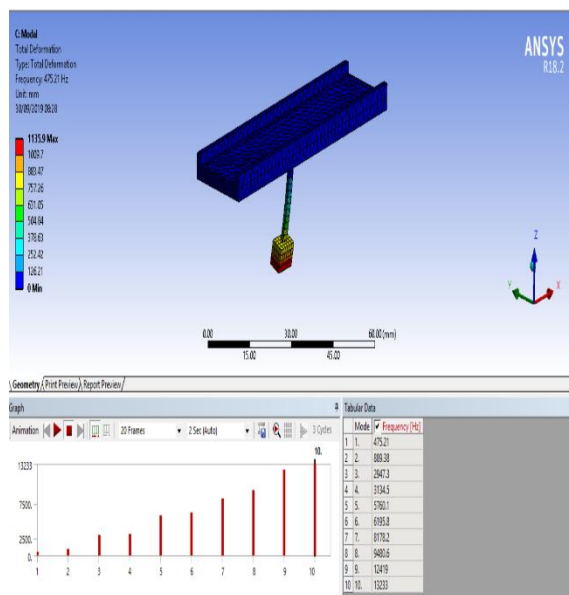 C: Modal
Total Deformation
Type: Total Deformation
Frequency: 475.21 Hz
Unit: mm
30/09/2019 09:28
1135.9 Max
1009.7
883.47
757.26
631.05
504.84
378.63
252.42
126.21
0 Min
ANSYS
R18.2
Z
Y
X
0.00 30.00 60.00 (mm)
15.00 45.00
Geometry Print Preview Report Preview
Graph
Animation 20 Frames 2 Sec (Auto) 3 Cycles
10.
13233
7500.
2500.
0.
1 2 3 4 5 6 7 8 9 10
Tabular Data
Mode Frequency [Hz]
1 1. 475.21
2 2. 889.38
3 3. 2947.3
4 4. 3134.5
5 5. 5760.1
6 6. 6195.8
7 7. 8178.2
8 8. 9480.6
9 9. 12419
10 10. 13233